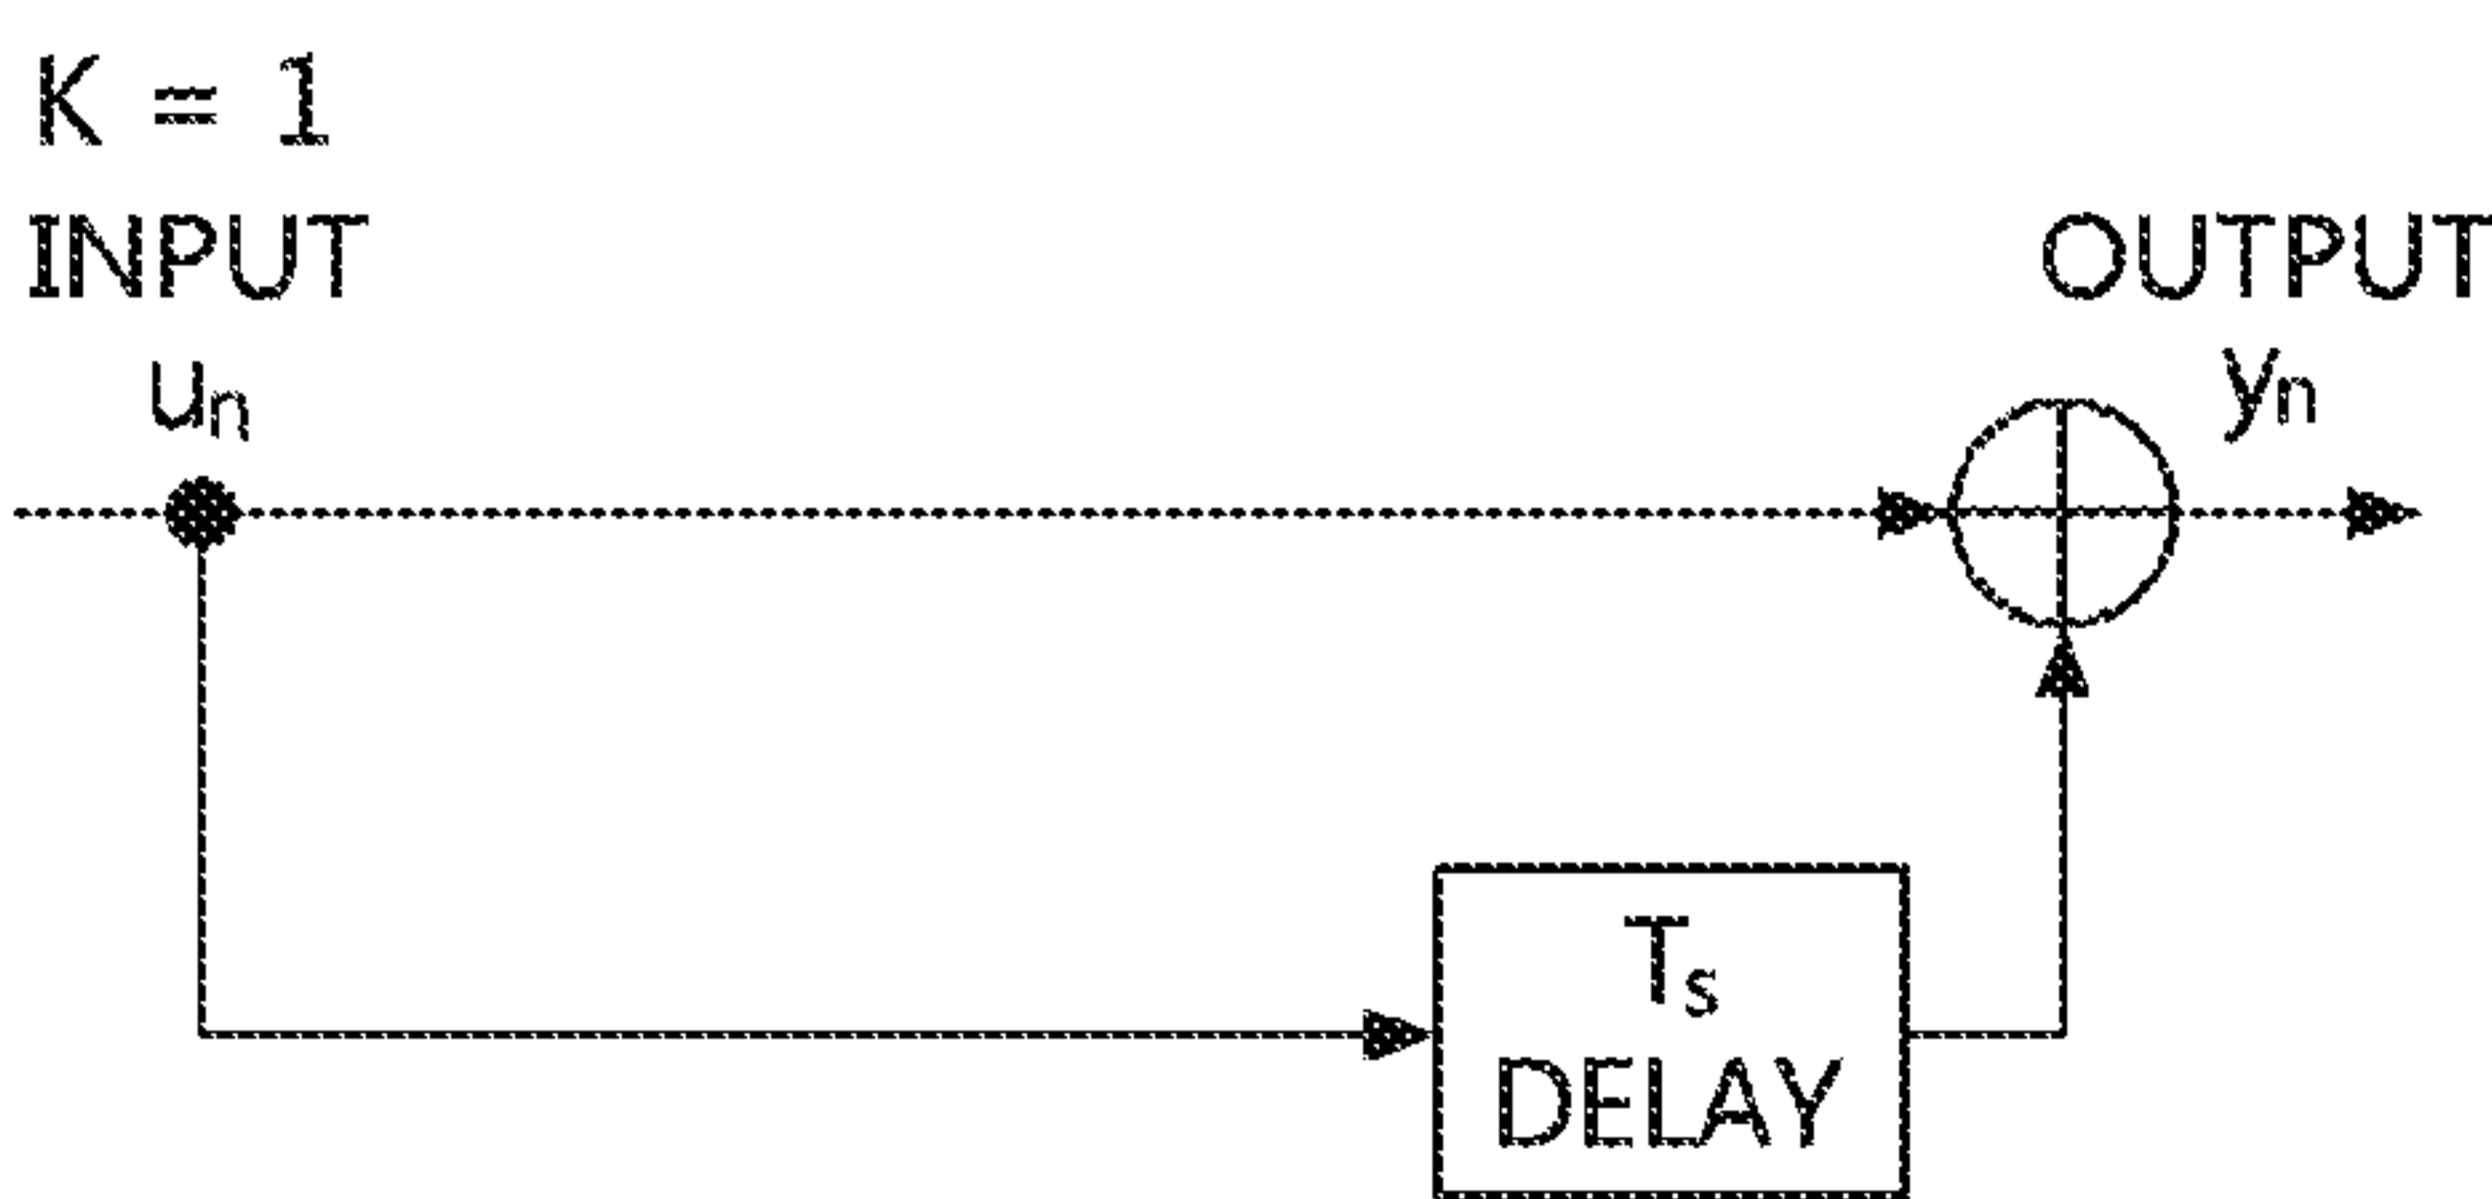 K = 1
INPUT
uₙ
OUTPUT
yₙ
Tₛ
DELAY